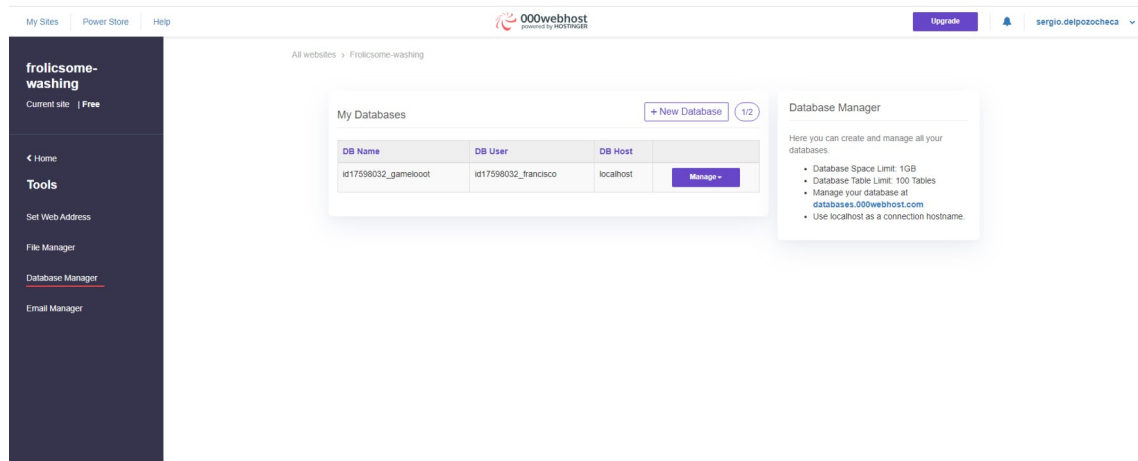 My Sites
Power Store
Help
000webhost
powered by HOSTINGER
Upgrade
sergio.delpozocheca
frolicsome-
washing
Current site | Free
Home
Tools
Set Web Address
File Manager
Database Manager
Email Manager
All websites > Frolicsome-washing
My Databases
+ New Database
1/2
DB Name DB User DB Host
id17598032_gamelooot id17598032_francisco localhost Manage
Database Manager
Here you can create and manage all your
databases.
• Database Space Limit: 1GB
• Database Table Limit: 100 Tables
• Manage your database at
databases.000webhost.com
• Use localhost as a connection hostname.